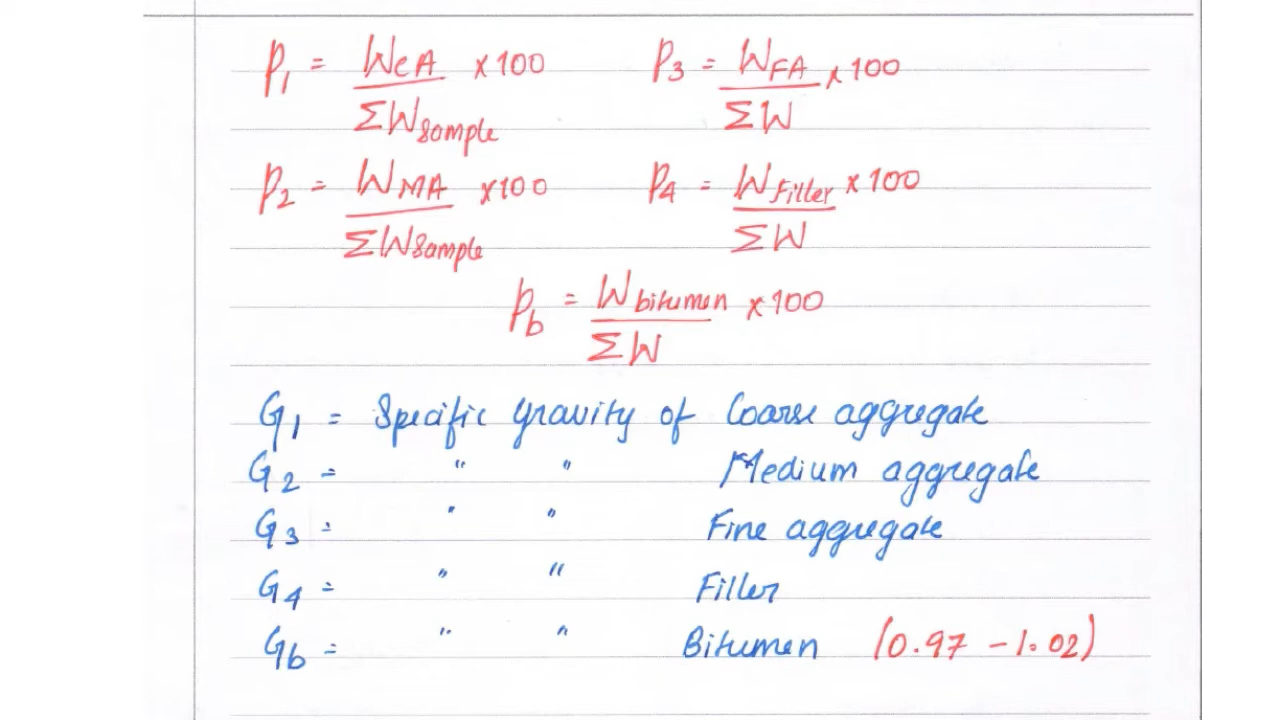 P1 = WCA / ΣWsample × 100 P3 = WFA / ΣW × 100
P2 = WMA / ΣWsample × 100 P4 = WFiller / ΣW × 100
Pb = Wbitumen / ΣW × 100
G1 = Specific gravity of Coarse aggregate
G2 = " " Medium aggregate
G3 = " " Fine aggregate
G4 = " " Filler
Gb = " " Bitumen (0.97 - 1.02)